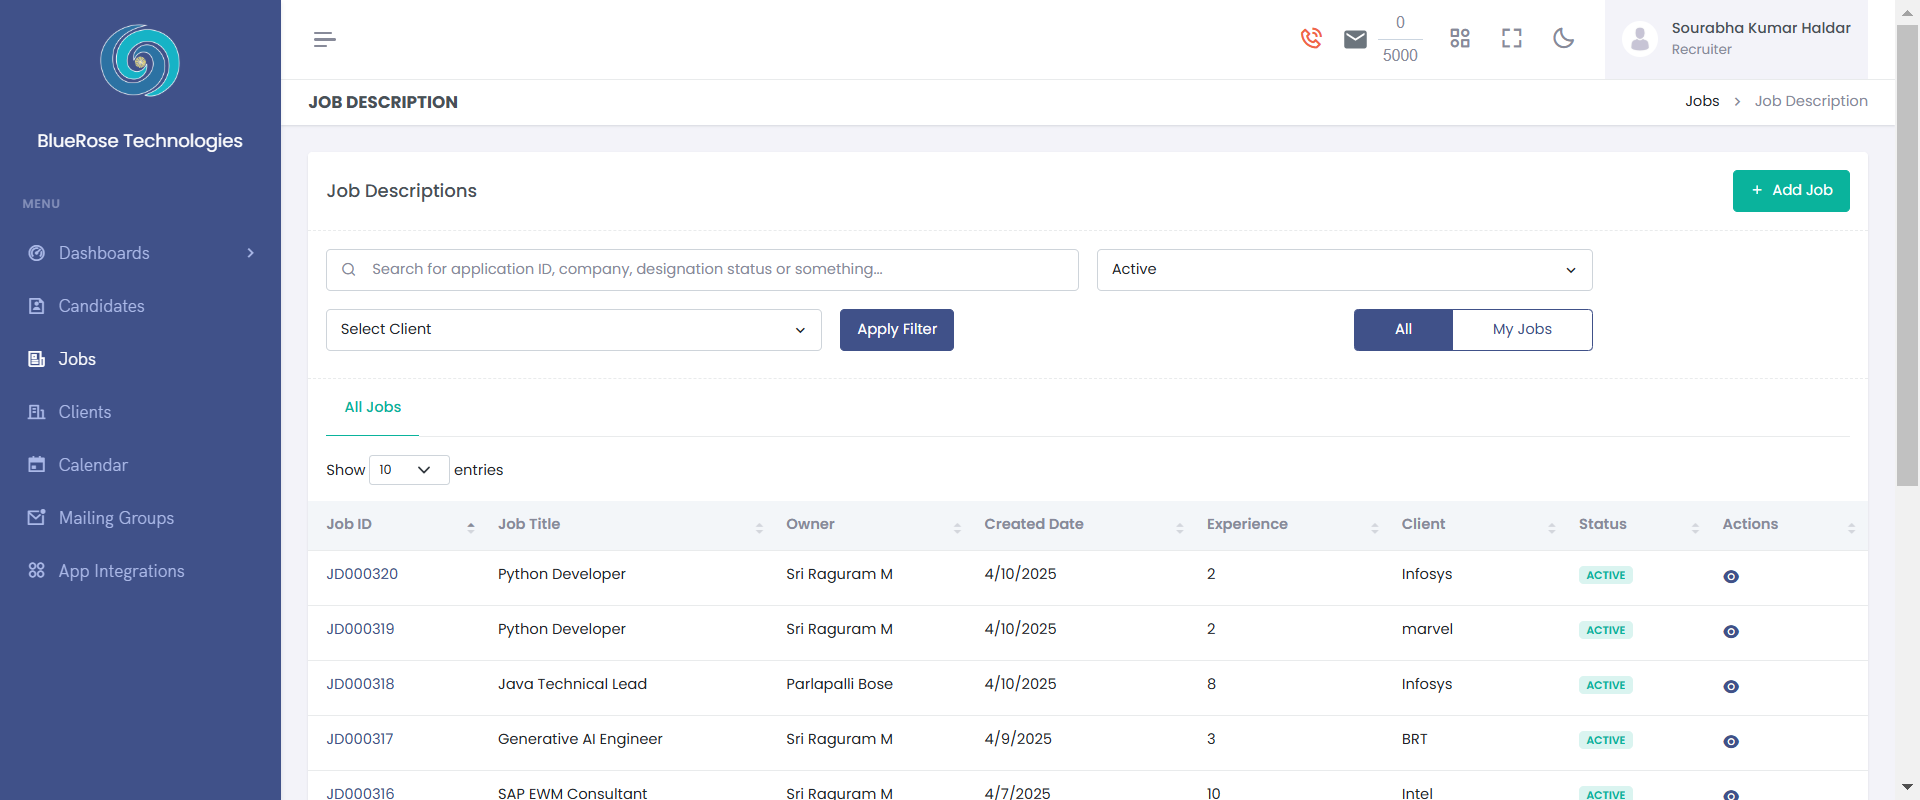 BlueRose Technologies
MENU
Dashboards
Candidates
Jobs
Clients
Calendar
Mailing Groups
App Integrations
0
5000
Sourabha Kumar Haldar
Recruiter
JOB DESCRIPTION
Jobs > Job Description
Job Descriptions
+ Add Job
Search for application ID, company, designation status or something...
Active
Select Client
Apply Filter
All
My Jobs
All Jobs
Show 10 entries
Job ID Job Title Owner Created Date Experience Client Status Actions
JD000320 Python Developer Sri Raguram M 4/10/2025 2 Infosys ACTIVE
JD000319 Python Developer Sri Raguram M 4/10/2025 2 marvel ACTIVE
JD000318 Java Technical Lead Parlapalli Bose 4/10/2025 8 Infosys ACTIVE
JD000317 Generative AI Engineer Sri Raguram M 4/9/2025 3 BRT ACTIVE
JD000316 SAP EWM Consultant Sri Raguram M 4/7/2025 10 Intel ACTIVE